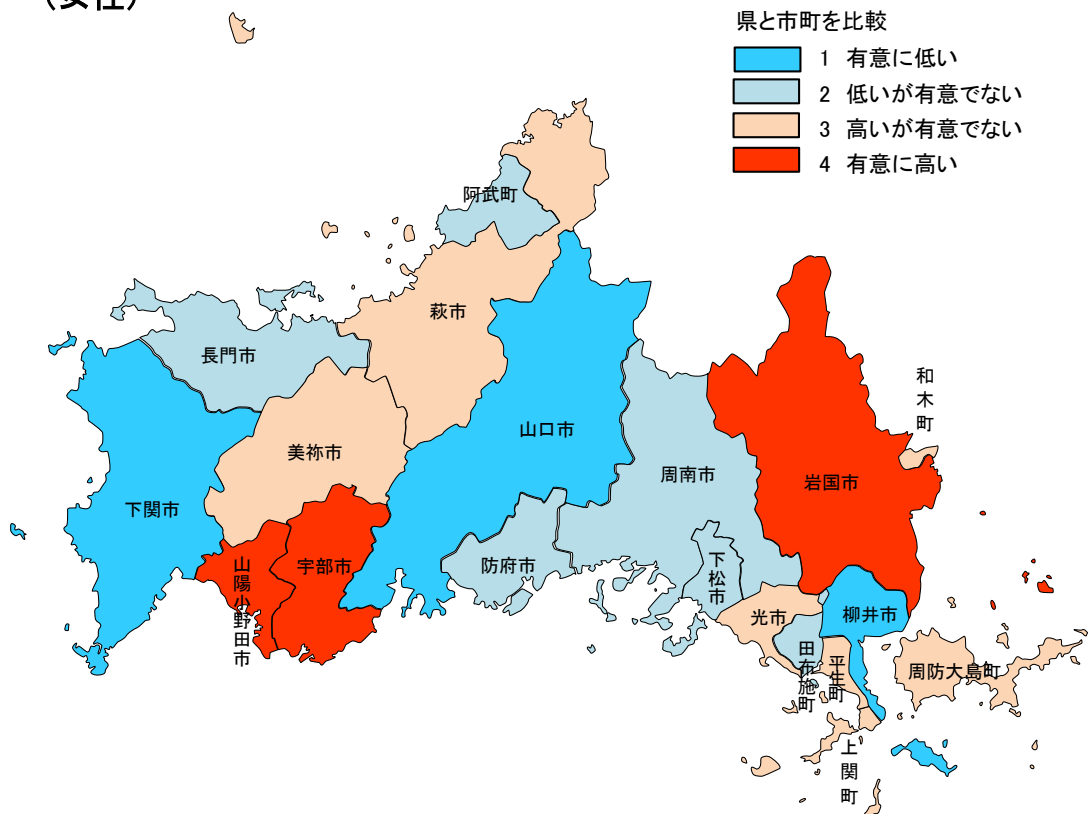 （女性）
県と市町を比較
1 有意に低い
2 低いが有意でない
3 高いが有意でない
4 有意に高い
阿武町
萩市
長門市
和木町
山口市
美祢市
周南市
岩国市
下関市
山陽小野田市
宇部市
防府市
下松市
光市
柳井市
田布施町
平生町
周防大島町
上関町